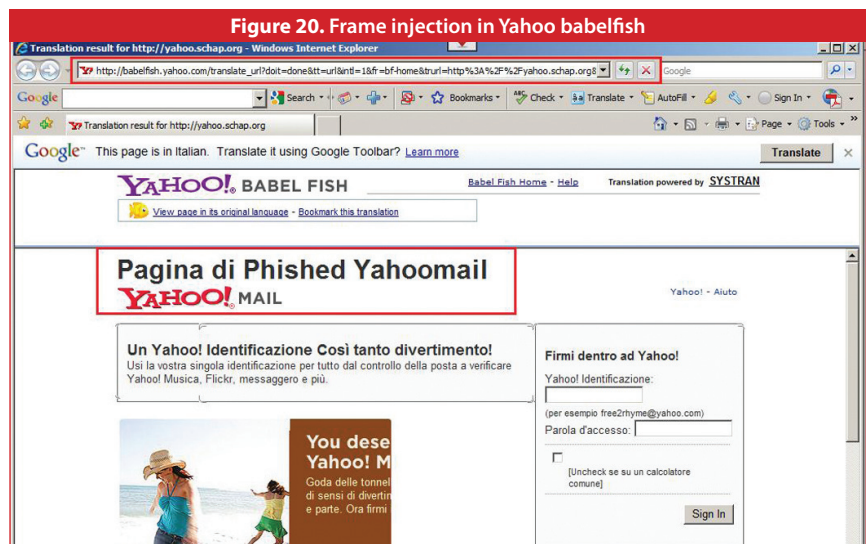 Figure 20. Frame injection in Yahoo babelfish
Translation result for http://yahoo.schap.org - Windows Internet Explorer
http://babelfish.yahoo.com/translate_url?doit=done&tt=url&intl=1&fr=bf-home&trurl=http%3A%2F%2Fyahoo.schap.org& Google
Google Search Bookmarks Check Translate AutoFill Sign In
Translation result for http://yahoo.schap.org Page Tools
Google This page is in Italian. Translate it using Google Toolbar? Learn more Translate
YAHOO! BABEL FISH Babel Fish Home - Help Translation powered by SYSTRAN
View page in its original language - Bookmark this translation
Pagina di Phished Yahoomail
YAHOO! MAIL Yahoo! - Aiuto
Un Yahoo! Identificazione Così tanto divertimento!
Usi la vostra singola identificazione per tutto dal controllo della posta a verificare
Yahoo! Musica, Flickr, messaggero e più.
You dese
Yahoo! M
Goda delle tonnel
di sensi di divertin
e parte. Ora firmi
Firmi dentro ad Yahoo!
Yahoo! Identificazione:
(per esempio free2rhyme@yahoo.com)
Parola d'accesso:
[Uncheck se su un calcolatore
comune]
Sign In